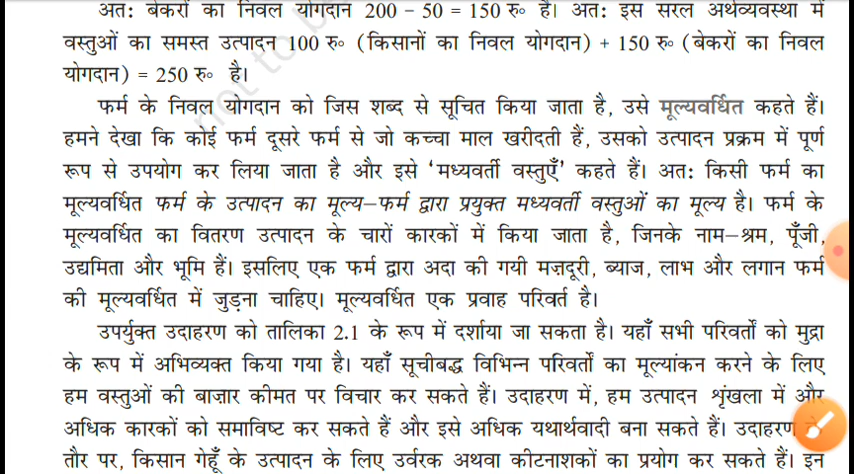 अतः बेकरों का निवल योगदान 200 - 50 = 150 रु० है। अतः इस सरल अर्थव्यवस्था में
वस्तुओं का समस्त उत्पादन 100 रु० (किसानों का निवल योगदान) + 150 रु० (बेकरों का निवल
योगदान) = 250 रु० है।
फर्म के निवल योगदान को जिस शब्द से सूचित किया जाता है, उसे मूल्यवर्धित कहते हैं।
हमने देखा कि कोई फर्म दूसरे फर्म से जो कच्चा माल खरीदती हैं, उसको उत्पादन प्रक्रम में पूर्ण
रूप से उपयोग कर लिया जाता है और इसे ‘मध्यवर्ती वस्तुएँ’ कहते हैं। अतः किसी फर्म का
मूल्यवर्धित फर्म के उत्पादन का मूल्य–फर्म द्वारा प्रयुक्त मध्यवर्ती वस्तुओं का मूल्य है। फर्म के
मूल्यवर्धित का वितरण उत्पादन के चारों कारकों में किया जाता है, जिनके नाम–श्रम, पूँजी,
उद्यमिता और भूमि हैं। इसलिए एक फर्म द्वारा अदा की गयी मज़दूरी, ब्याज, लाभ और लगान फर्म
की मूल्यवर्धित में जुड़ना चाहिए। मूल्यवर्धित एक प्रवाह परिवर्त है।
उपर्युक्त उदाहरण को तालिका 2.1 के रूप में दर्शाया जा सकता है। यहाँ सभी परिवर्तों को मुद्रा
के रूप में अभिव्यक्त किया गया है। यहाँ सूचीबद्ध विभिन्न परिवर्तों का मूल्यांकन करने के लिए
हम वस्तुओं की बाज़ार कीमत पर विचार कर सकते हैं। उदाहरण में, हम उत्पादन शृंखला में और
अधिक कारकों को समाविष्ट कर सकते हैं और इसे अधिक यथार्थवादी बना सकते हैं। उदाहरण
तौर पर, किसान गेहूँ के उत्पादन के लिए उर्वरक अथवा कीटनाशकों का प्रयोग कर सकते हैं। इन
not to be